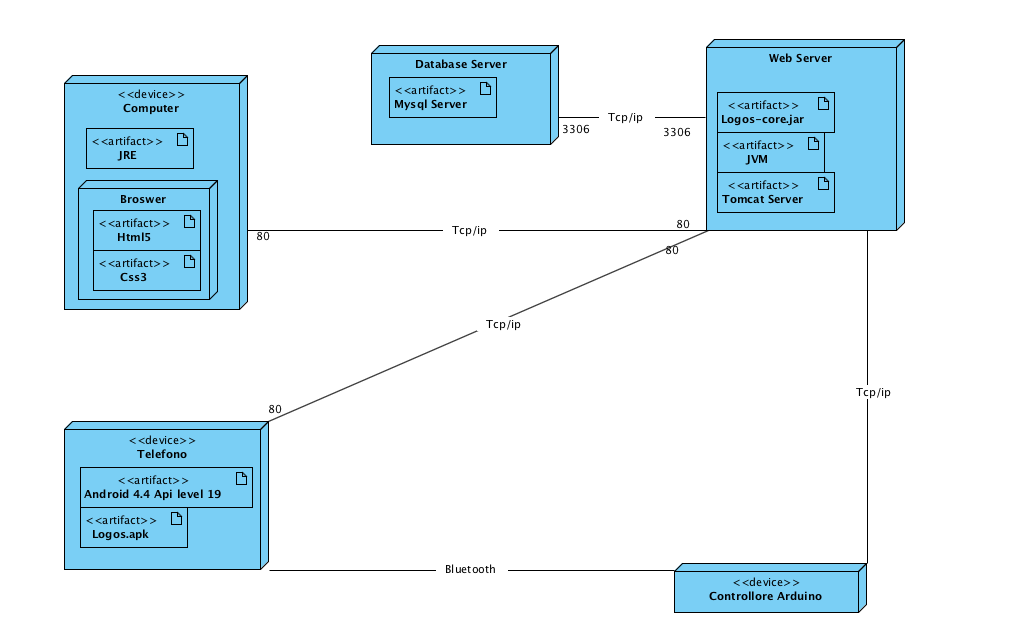 <<device>>
Computer
<<artifact>>
JRE
Broswer
<<artifact>>
Html5
<<artifact>>
Css3
Database Server
<<artifact>>
Mysql Server
3306
Tcp/ip
3306
Web Server
<<artifact>>
Logos-core.jar
<<artifact>>
JVM
<<artifact>>
Tomcat Server
80
Tcp/ip
80
80
Tcp/ip
80
Tcp/ip
<<device>>
Telefono
<<artifact>>
Android 4.4 Api level 19
<<artifact>>
Logos.apk
Bluetooth
<<device>>
Controllore Arduino